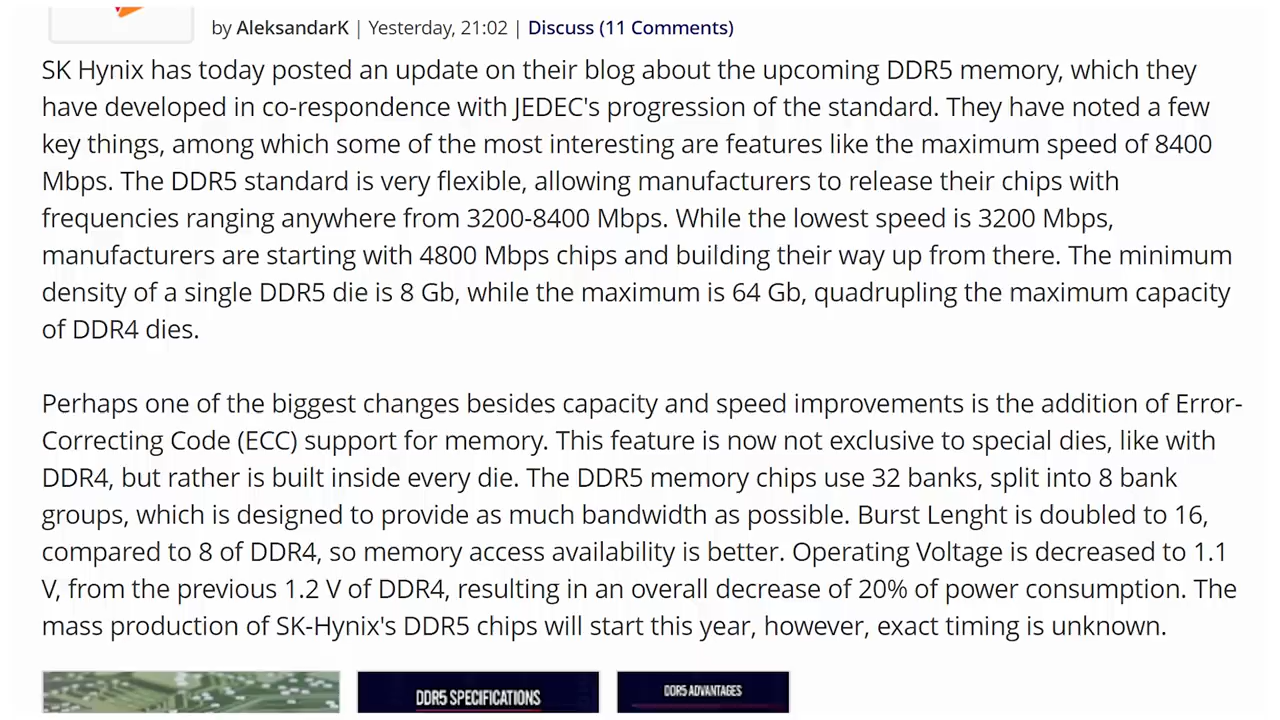 by AleksandarK | Yesterday, 21:02 | Discuss (11 Comments)
SK Hynix has today posted an update on their blog about the upcoming DDR5 memory, which they
have developed in co-respondence with JEDEC's progression of the standard. They have noted a few
key things, among which some of the most interesting are features like the maximum speed of 8400
Mbps. The DDR5 standard is very flexible, allowing manufacturers to release their chips with
frequencies ranging anywhere from 3200-8400 Mbps. While the lowest speed is 3200 Mbps,
manufacturers are starting with 4800 Mbps chips and building their way up from there. The minimum
density of a single DDR5 die is 8 Gb, while the maximum is 64 Gb, quadrupling the maximum capacity
of DDR4 dies.
Perhaps one of the biggest changes besides capacity and speed improvements is the addition of Error-
Correcting Code (ECC) support for memory. This feature is now not exclusive to special dies, like with
DDR4, but rather is built inside every die. The DDR5 memory chips use 32 banks, split into 8 bank
groups, which is designed to provide as much bandwidth as possible. Burst Lenght is doubled to 16,
compared to 8 of DDR4, so memory access availability is better. Operating Voltage is decreased to 1.1
V, from the previous 1.2 V of DDR4, resulting in an overall decrease of 20% of power consumption. The
mass production of SK-Hynix's DDR5 chips will start this year, however, exact timing is unknown.
DDR5 SPECIFICATIONS
DDR5 ADVANTAGES